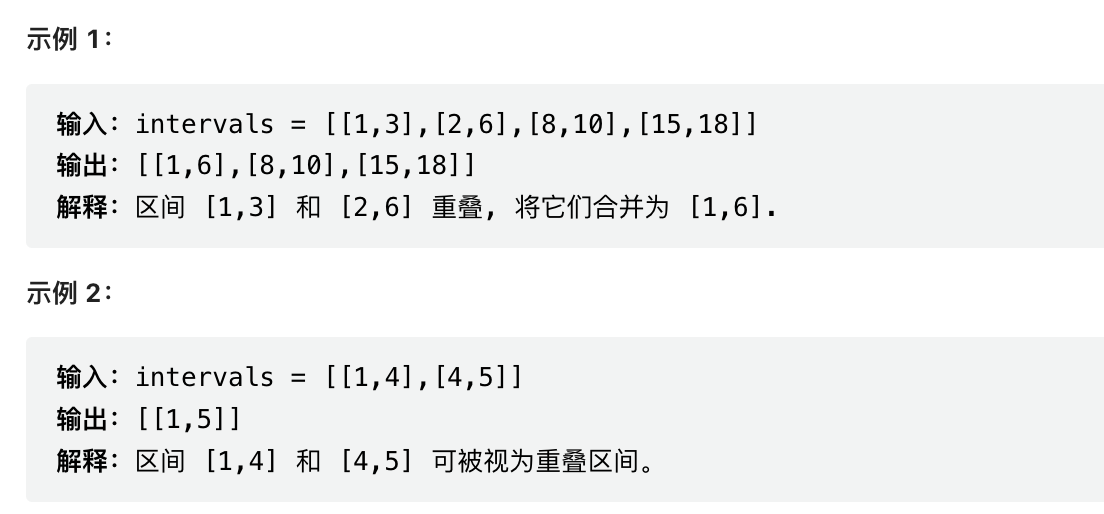 示例 1：
输入：intervals = [[1,3],[2,6],[8,10],[15,18]]
输出：[[1,6],[8,10],[15,18]]
解释：区间 [1,3] 和 [2,6] 重叠, 将它们合并为 [1,6].
示例 2：
输入：intervals = [[1,4],[4,5]]
输出：[[1,5]]
解释：区间 [1,4] 和 [4,5] 可被视为重叠区间。